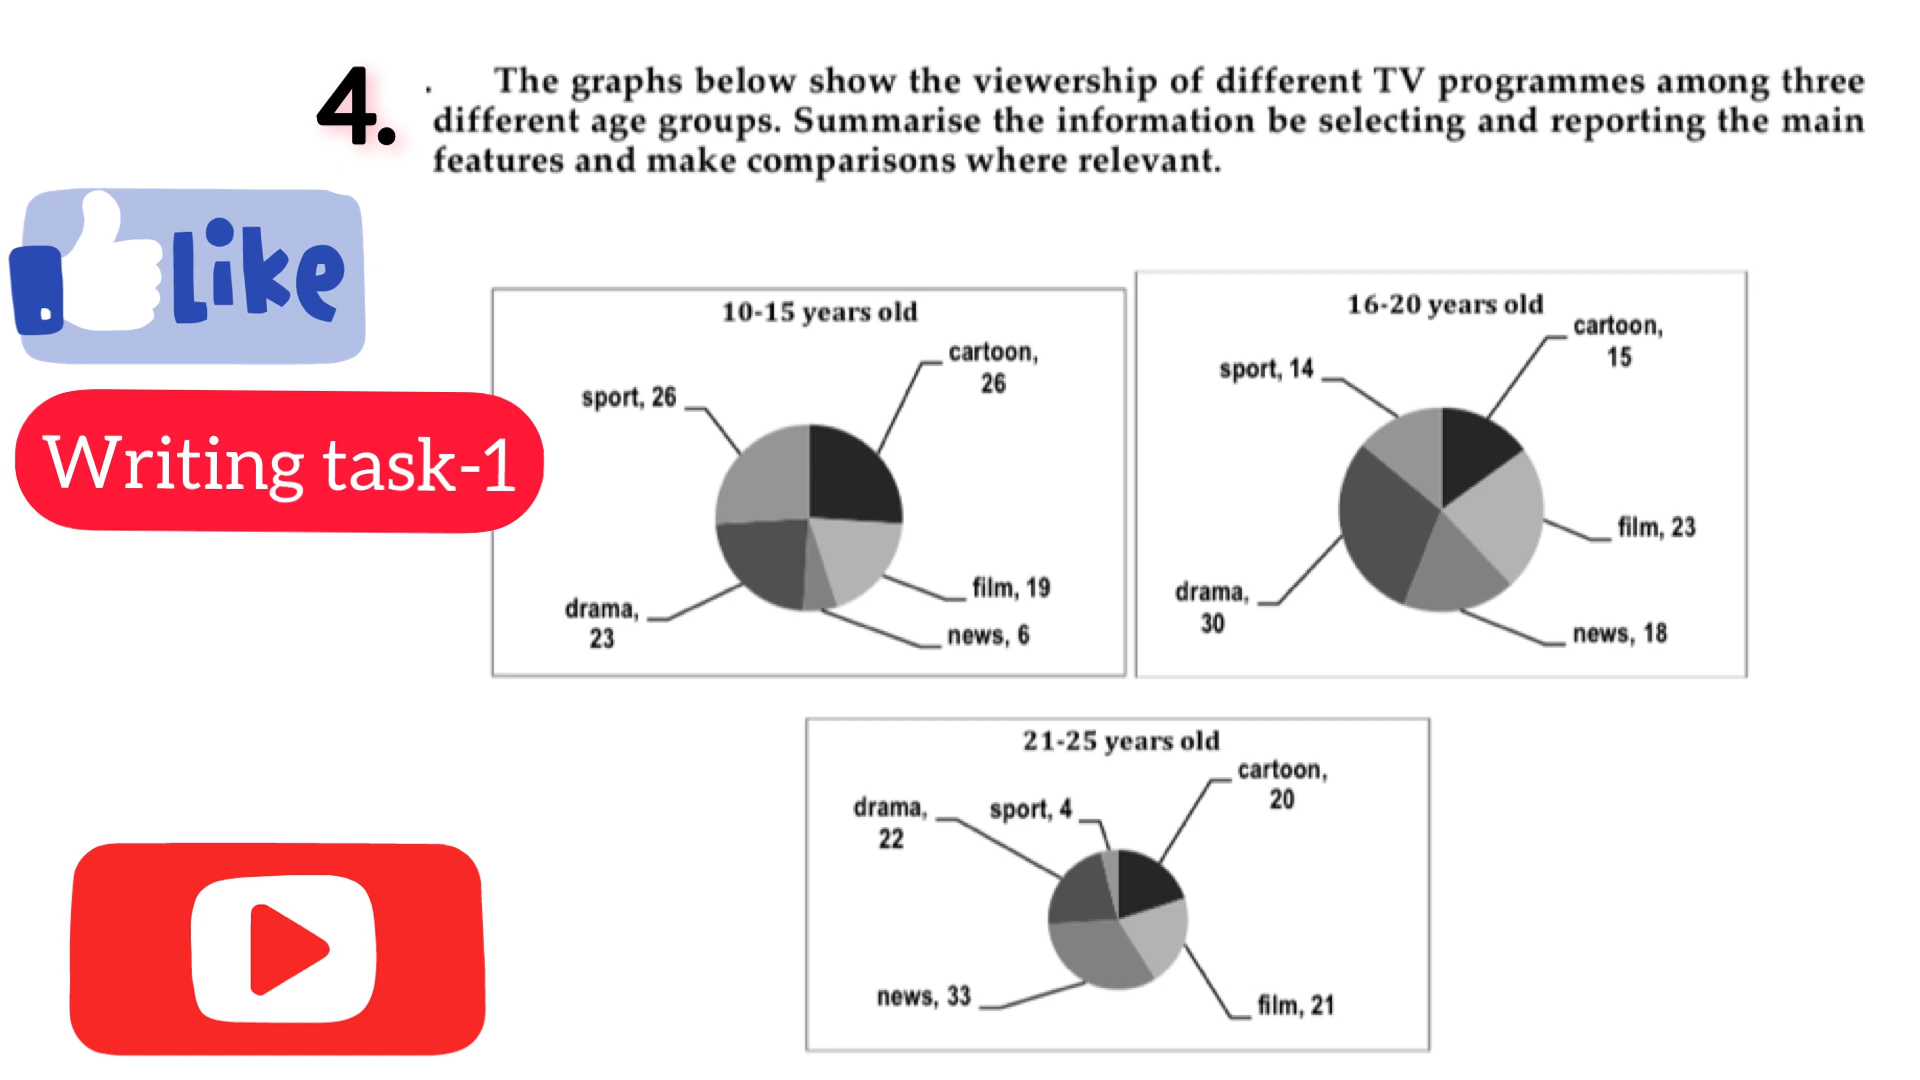 4.
. The graphs below show the viewership of different TV programmes among three
different age groups. Summarise the information be selecting and reporting the main
features and make comparisons where relevant.
Like
Writing task-1
10-15 years old
cartoon,
26
sport, 26
film, 19
drama,
23
news, 6
16-20 years old
cartoon,
15
sport, 14
film, 23
drama,
30
news, 18
21-25 years old
cartoon,
20
drama,
22
sport, 4
news, 33
film, 21